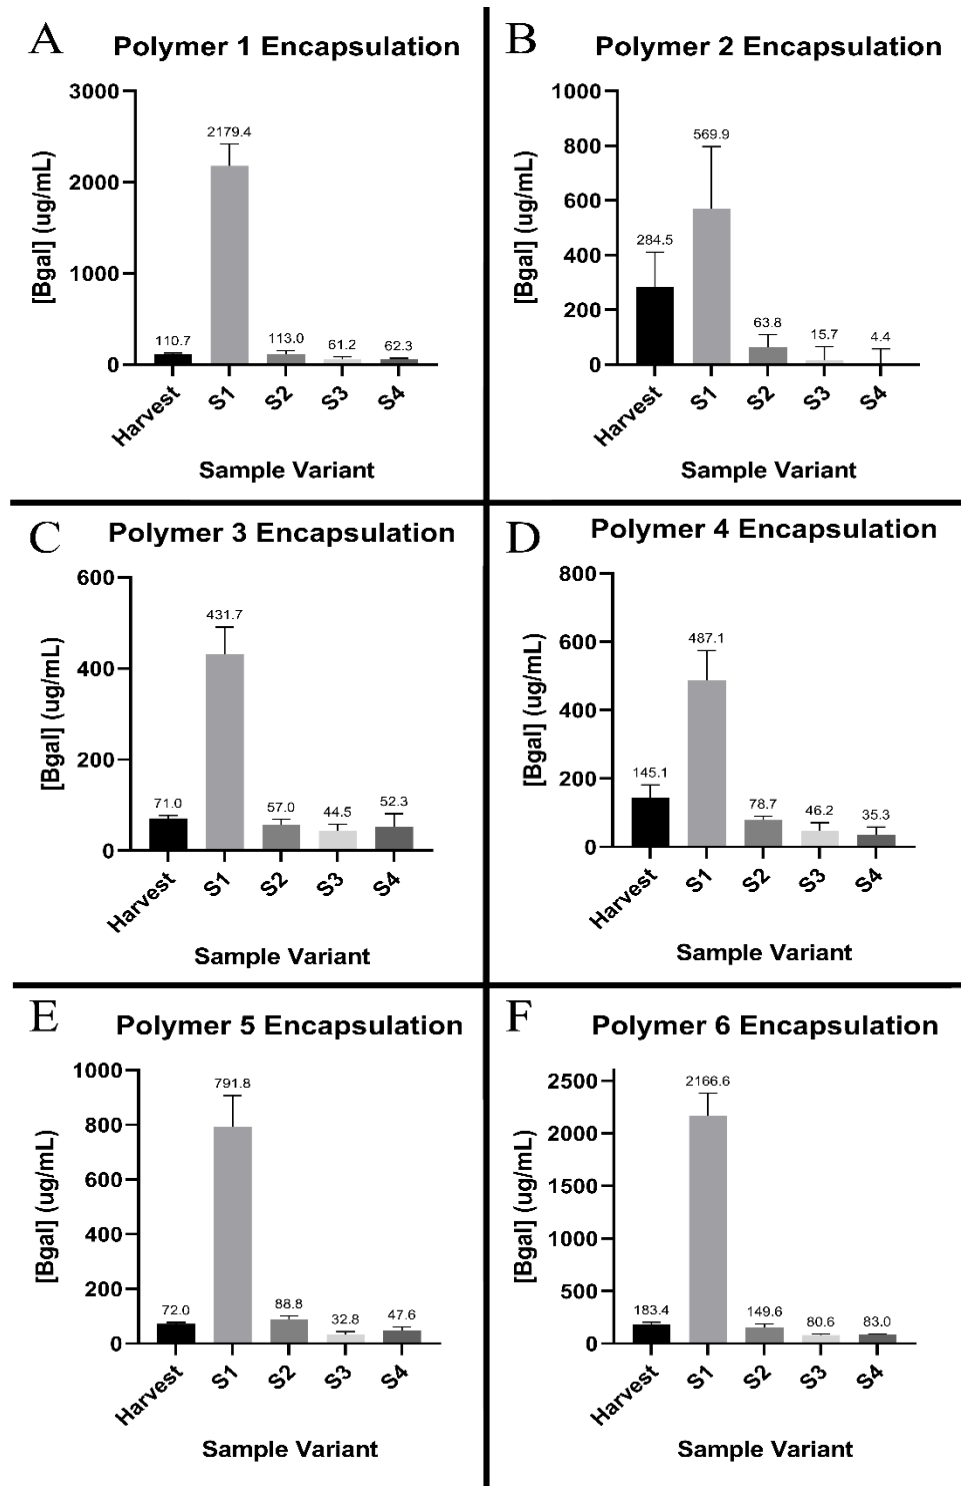 A
Polymer 1 Encapsulation
[Bgal] (ug/mL)
3000
2000
1000
0
110.7
2179.4
113.0
61.2
62.3
Harvest
S1
S2
S3
S4
Sample Variant
B
Polymer 2 Encapsulation
[Bgal] (ug/mL)
1000
800
600
400
200
0
284.5
569.9
63.8
15.7
4.4
Harvest
S1
S2
S3
S4
Sample Variant
C
Polymer 3 Encapsulation
[Bgal] (ug/mL)
600
400
200
0
71.0
431.7
57.0
44.5
52.3
Harvest
S1
S2
S3
S4
Sample Variant
D
Polymer 4 Encapsulation
[Bgal] (ug/mL)
800
600
400
200
0
145.1
487.1
78.7
46.2
35.3
Harvest
S1
S2
S3
S4
Sample Variant
E
Polymer 5 Encapsulation
[Bgal] (ug/mL)
1000
800
600
400
200
0
72.0
791.8
88.8
32.8
47.6
Harvest
S1
S2
S3
S4
Sample Variant
F
Polymer 6 Encapsulation
[Bgal] (ug/mL)
2500
2000
1500
1000
500
0
183.4
2166.6
149.6
80.6
83.0
Harvest
S1
S2
S3
S4
Sample Variant